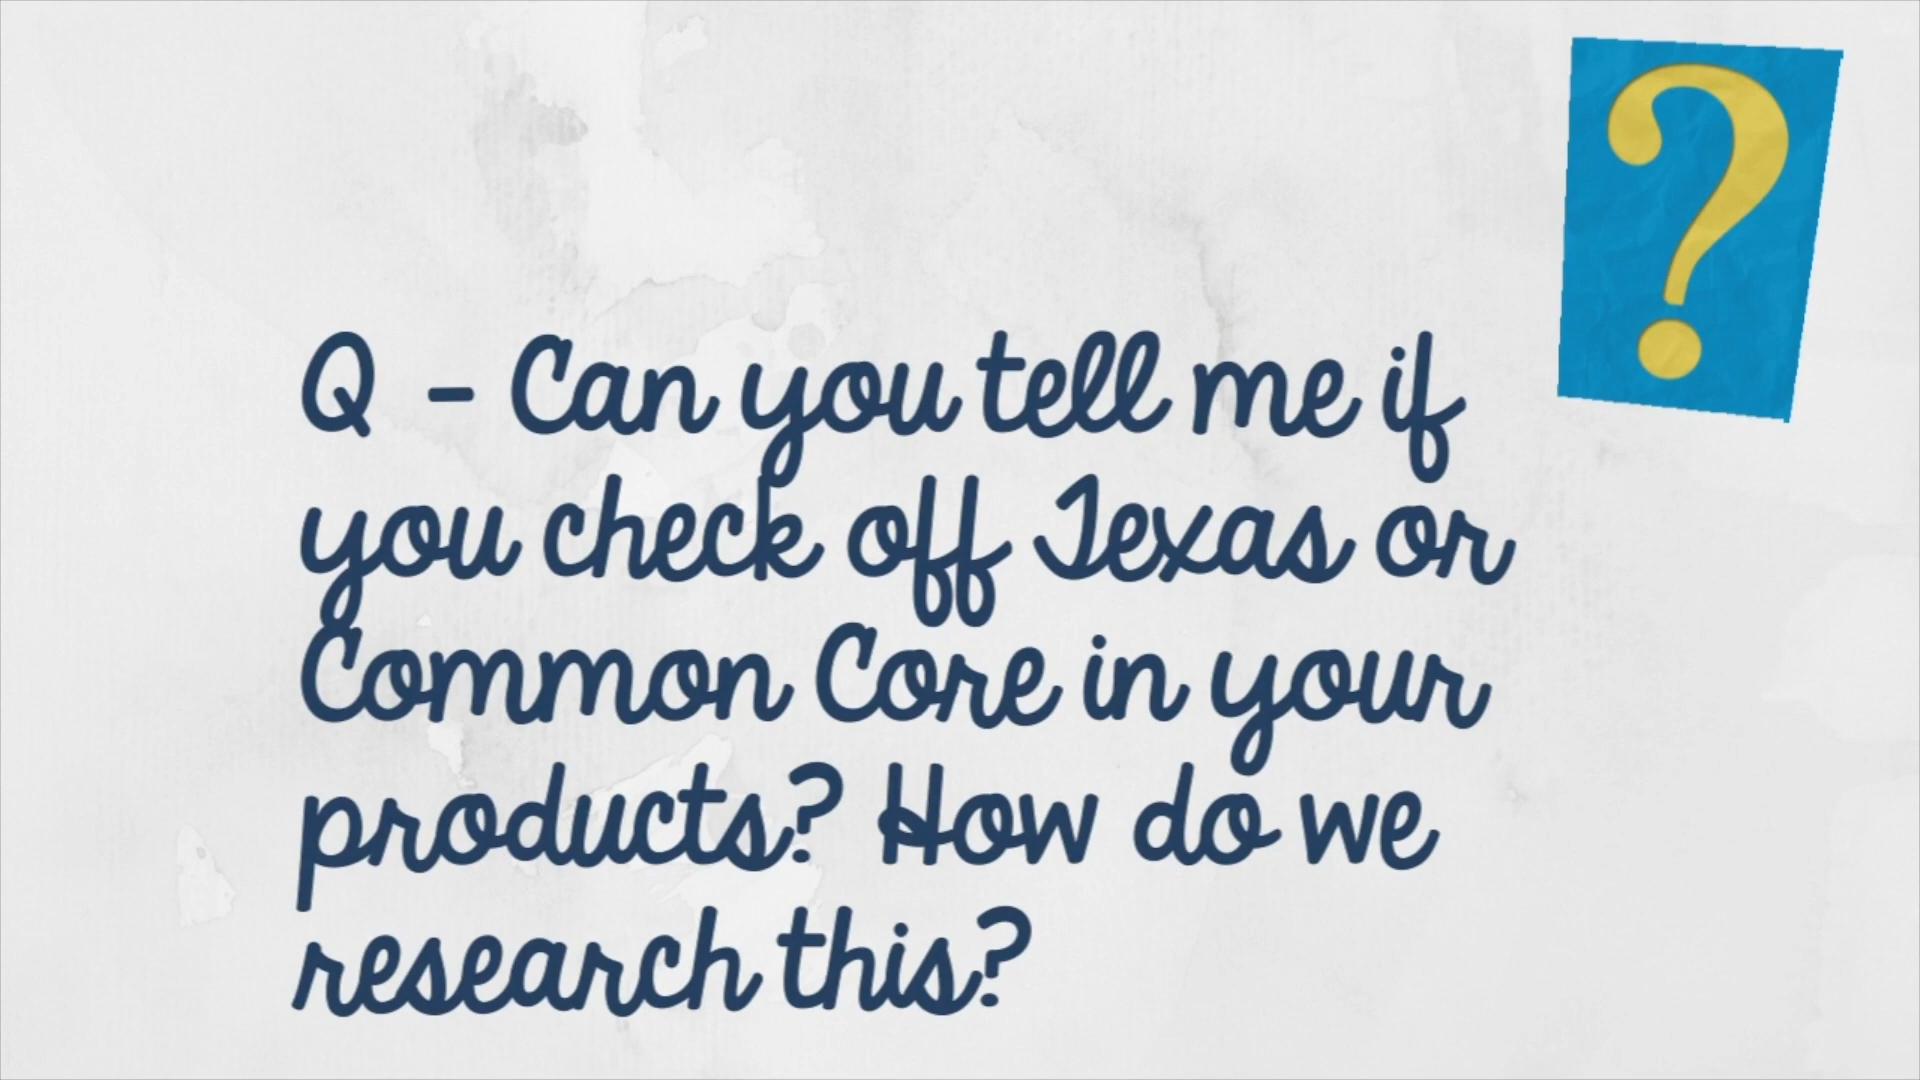 ?
Q - Can you tell me if
you check off Texas or
Common Core in your
products? How do we
research this?